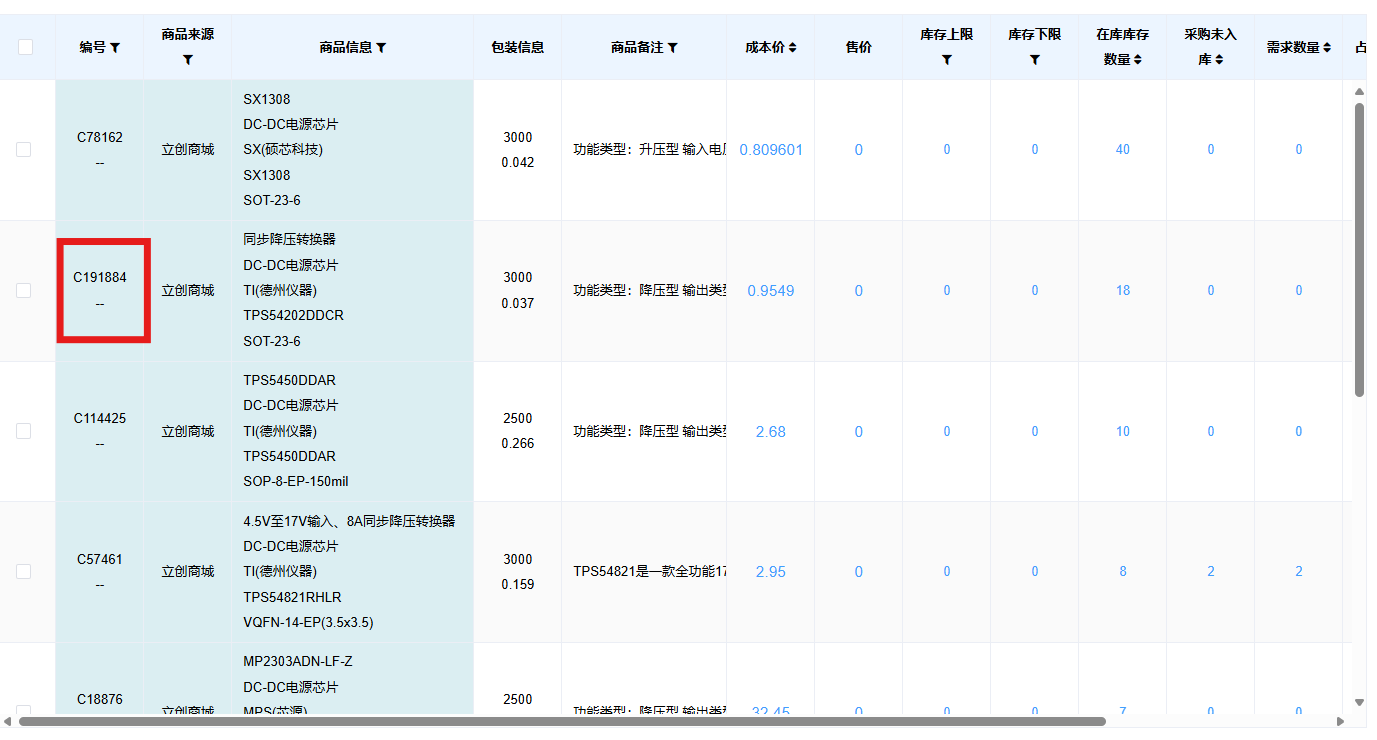 编号 商品来源 商品信息 包装信息 商品备注 成本价 售价 库存上限 库存下限 在库库存数量 采购未入库 需求数量 占
C78162
--
立创商城
SX1308
DC-DC电源芯片
SX(硕芯科技)
SX1308
SOT-23-6
3000
0.042
功能类型：升压型 输入电
0.809601 0 0 0 40 0 0
C191884
--
立创商城
同步降压转换器
DC-DC电源芯片
TI(德州仪器)
TPS54202DDCR
SOT-23-6
3000
0.037
功能类型：降压型 输出类
0.9549 0 0 0 18 0 0
C114425
--
立创商城
TPS5450DDAR
DC-DC电源芯片
TI(德州仪器)
TPS5450DDAR
SOP-8-EP-150mil
2500
0.266
功能类型：降压型 输出类
2.68 0 0 0 10 0 0
C57461
--
立创商城
4.5V至17V输入、8A同步降压转换器
DC-DC电源芯片
TI(德州仪器)
TPS54821RHLR
VQFN-14-EP(3.5x3.5)
3000
0.159
TPS54821是一款全功能17
2.95 0 0 0 8 2 2
C18876
立创商城
MP2303ADN-LF-Z
DC-DC电源芯片
MPS(芯源)
2500
功能类型：降压型 输出类
32.45 0 0 0 7 0 0